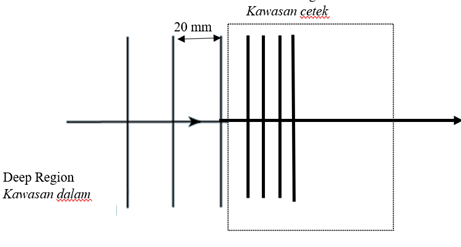 Kawasan cetek
20 mm
Deep Region
Kawasan dalam